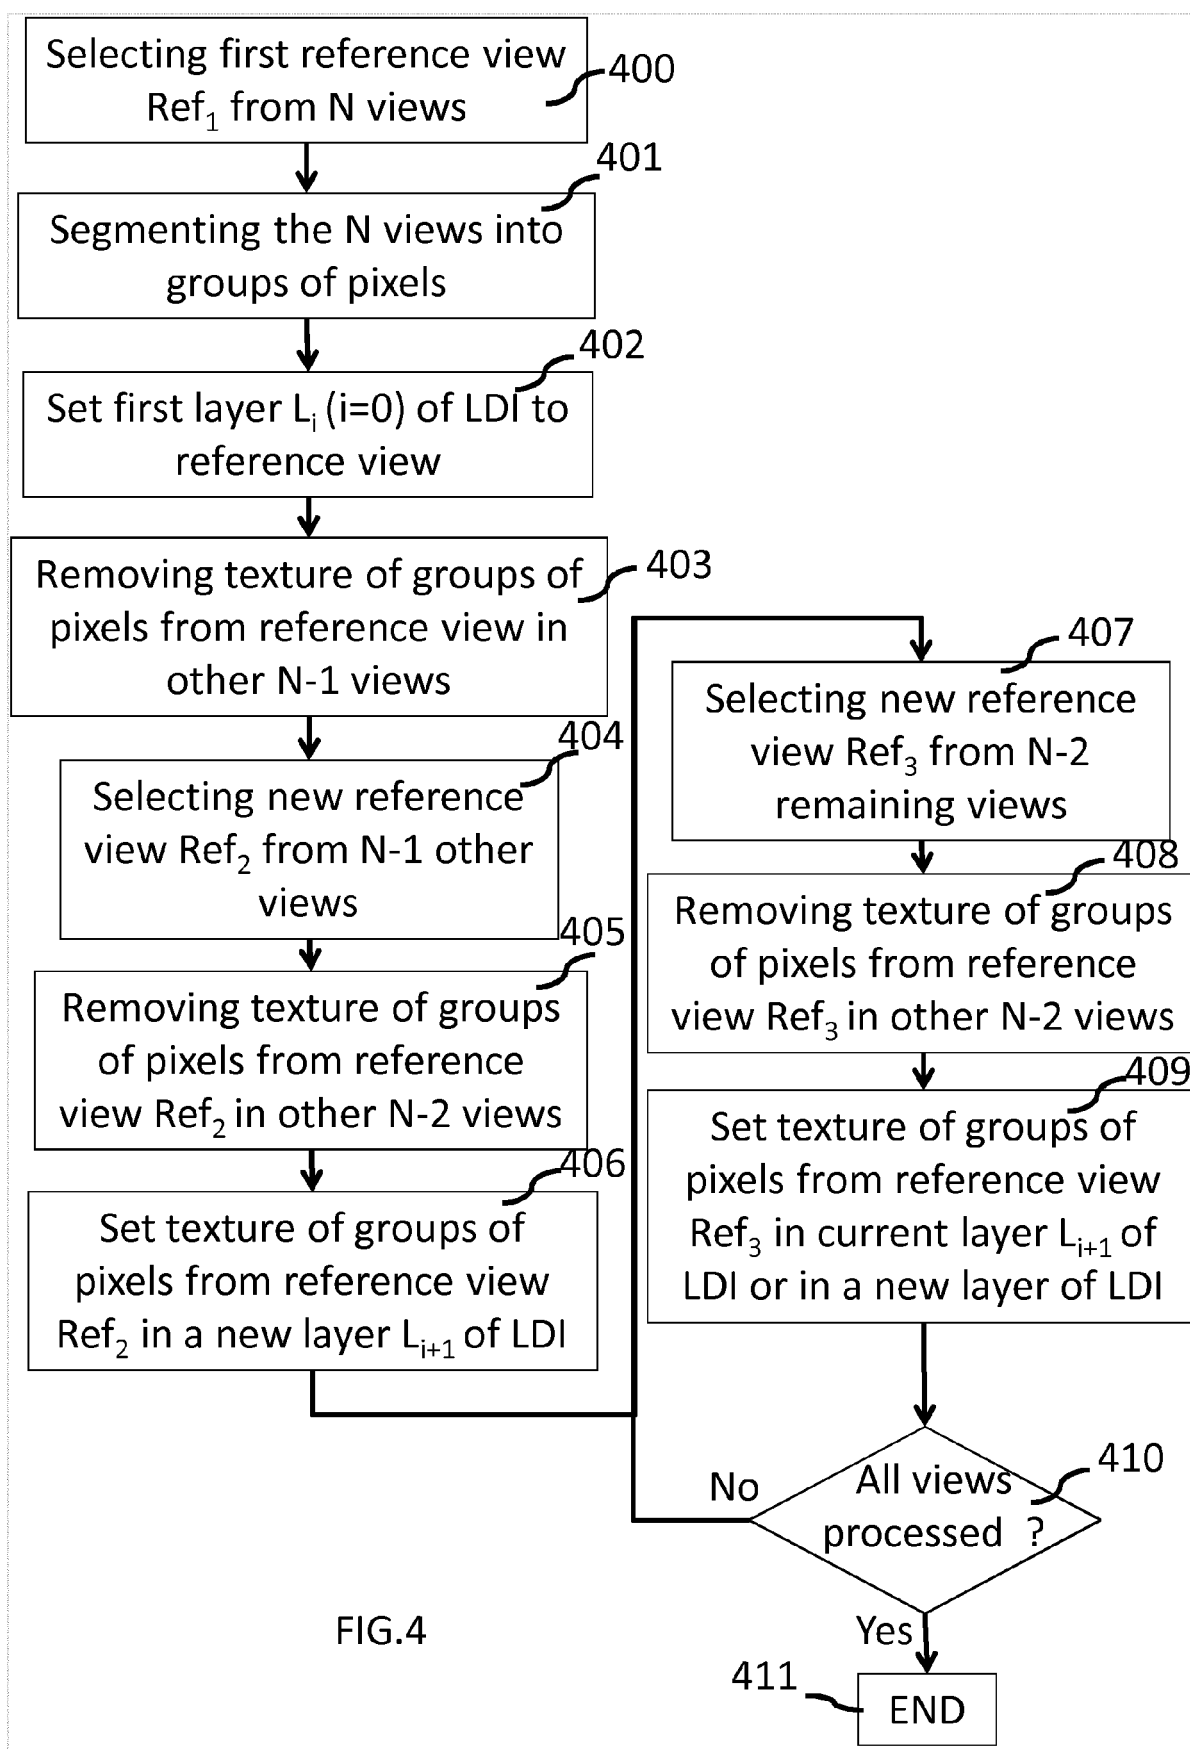 Selecting first reference view
Ref₁ from N views
400
401
Segmenting the N views into
groups of pixels
402
Set first layer Lᵢ (i=0) of LDI to
reference view
403
Removing texture of groups of
pixels from reference view in
other N-1 views
404
Selecting new reference
view Ref₂ from N-1 other
views
405
Removing texture of groups
of pixels from reference
view Ref₂ in other N-2 views
406
Set texture of groups of
pixels from reference view
Ref₂ in a new layer Lᵢ₊₁ of LDI
407
Selecting new reference
view Ref₃ from N-2
remaining views
408
Removing texture of groups
of pixels from reference
view Ref₃ in other N-2 views
409
Set texture of groups of
pixels from reference view
Ref₃ in current layer Lᵢ₊₁ of
LDI or in a new layer of LDI
410
No
All views
processed ?
Yes
411
END
FIG.4